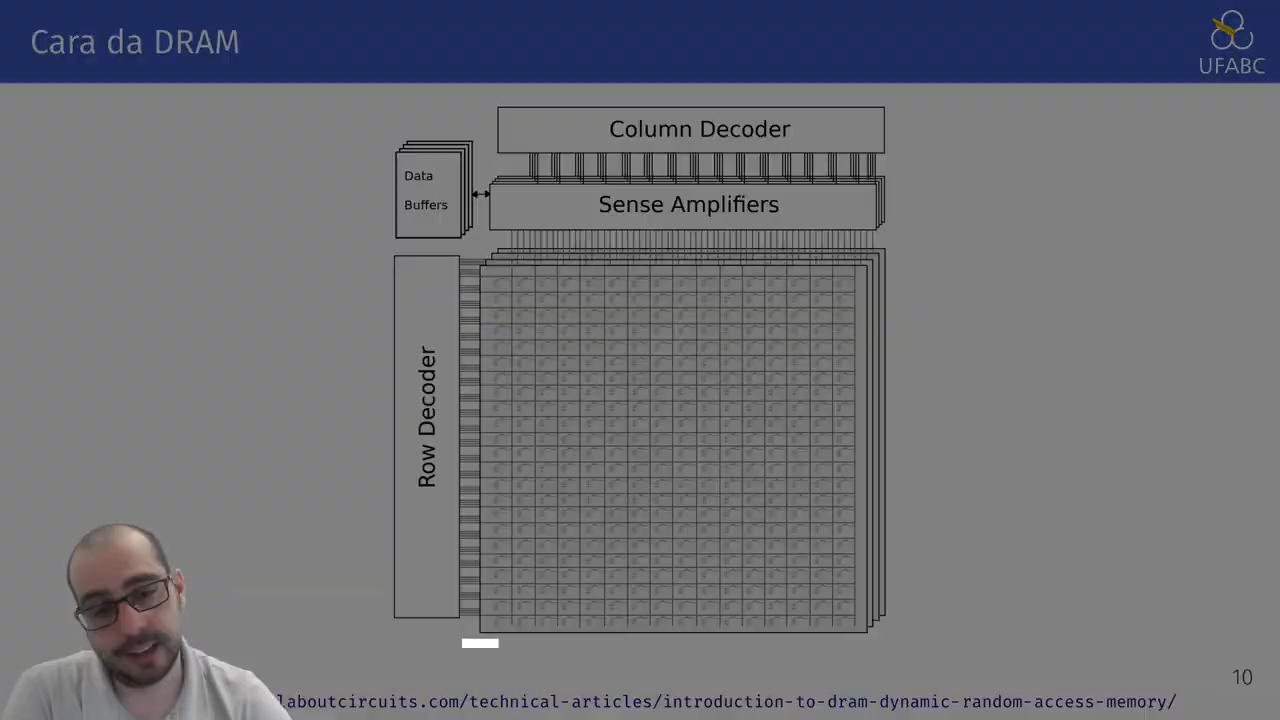 Cara da DRAM
UFABC
Column Decoder
Data
Buffers
Sense Amplifiers
Row Decoder
10
laboutcircuits.com/technical-articles/introduction-to-dram-dynamic-random-access-memory/